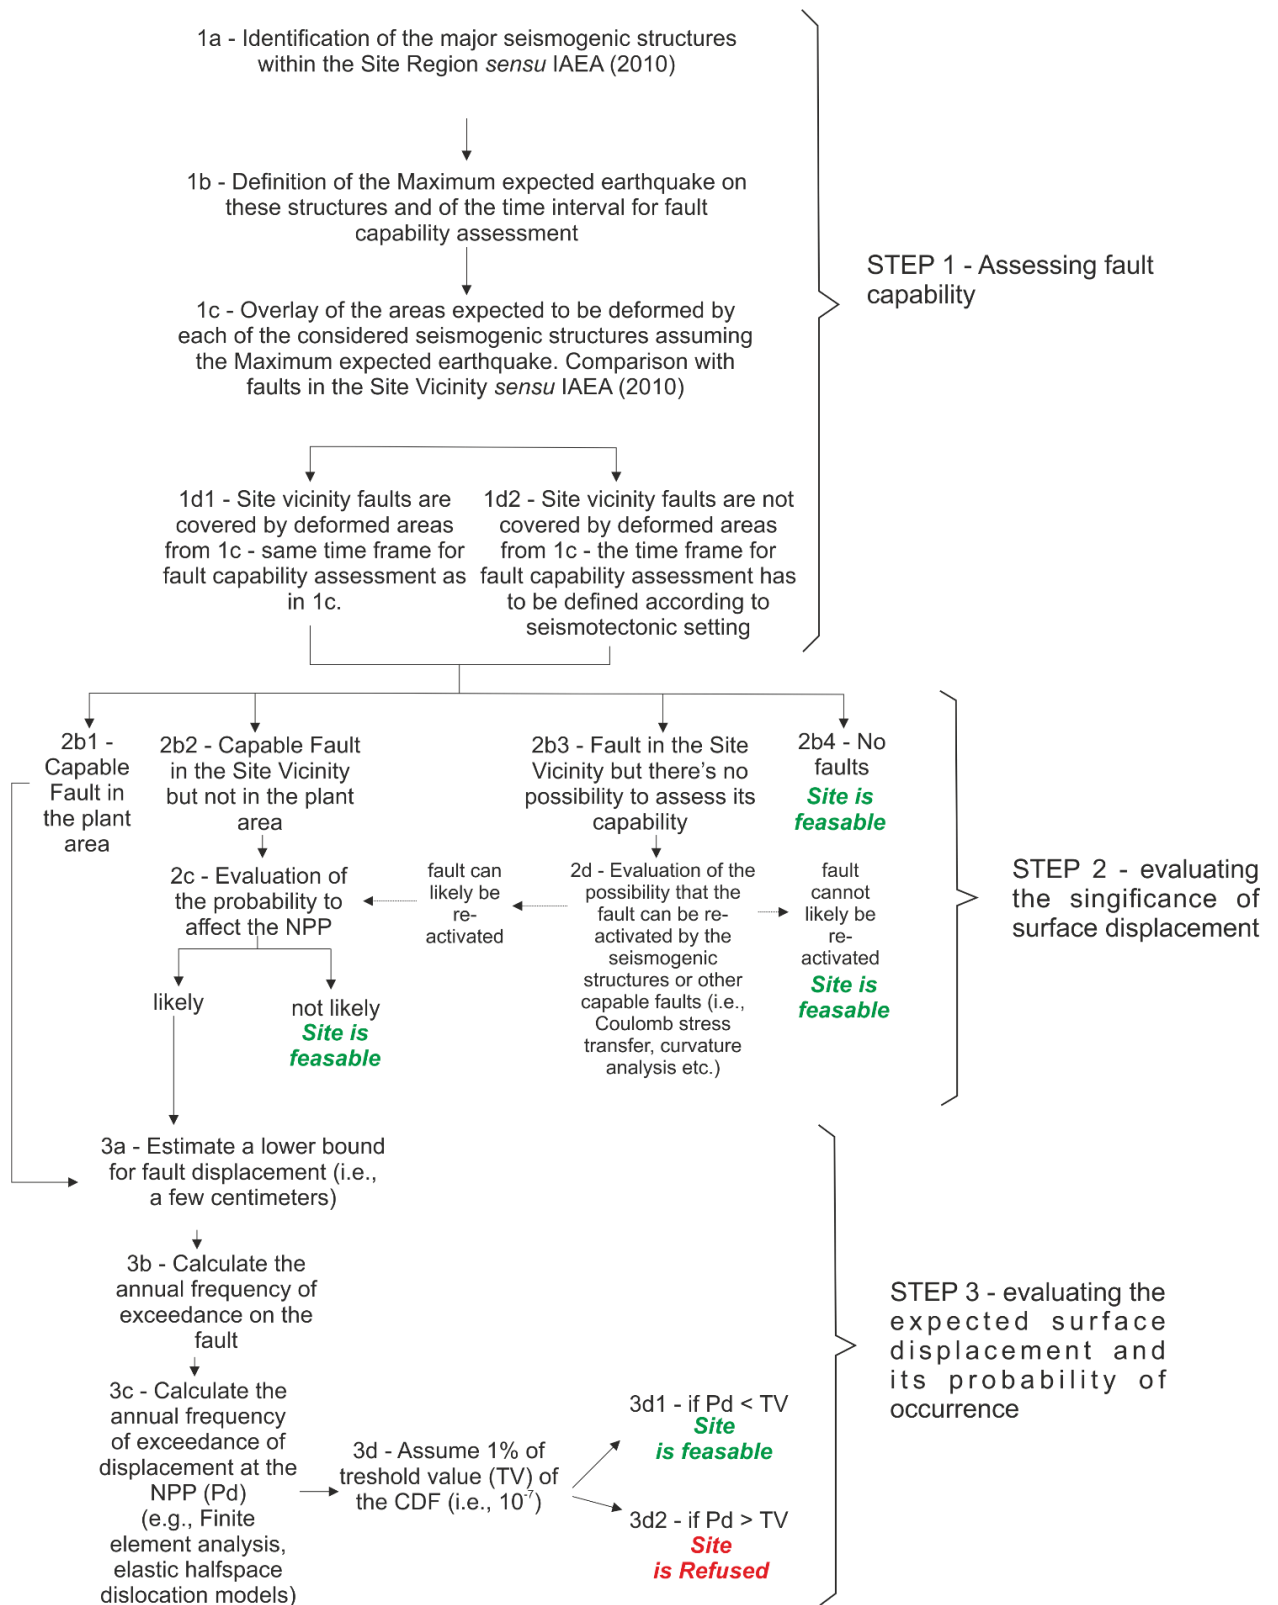 1a - Identification of the major seismogenic structures
within the Site Region sensu IAEA (2010)
1b - Definition of the Maximum expected earthquake on
these structures and of the time interval for fault
capability assessment
1c - Overlay of the areas expected to be deformed by
each of the considered seismogenic structures assuming
the Maximum expected earthquake. Comparison with
faults in the Site Vicinity sensu IAEA (2010)
STEP 1 - Assessing fault
capability
1d1 - Site vicinity faults are
covered by deformed areas
from 1c - same time frame for
fault capability assessment as
in 1c.
1d2 - Site vicinity faults are not
covered by deformed areas
from 1c - the time frame for
fault capability assessment has
to be defined according to
seismotectonic setting
2b1 -
Capable
Fault in
the plant
area
2b2 - Capable Fault
in the Site Vicinity
but not in the plant
area
2b3 - Fault in the Site
Vicinity but there's no
possibility to assess its
capability
2b4 - No
faults
Site is
feasable
2c - Evaluation of
the probability to
affect the NPP
fault can
likely be
re-
activated
2d - Evaluation of the
possibility that the
fault can be re-
activated by the
seismogenic
structures or other
capable faults (i.e.,
Coulomb stress
transfer, curvature
analysis etc.)
fault
cannot
likely be
re-
activated
Site is
feasable
STEP 2 - evaluating
the singificance of
surface displacement
likely
not likely
Site is
feasable
3a - Estimate a lower bound
for fault displacement (i.e.,
a few centimeters)
3b - Calculate the
annual frequency of
exceedance on the
fault
3c - Calculate the
annual frequency
of exceedance of
displacement at the
NPP (Pd)
(e.g., Finite
element analysis,
elastic halfspace
dislocation models)
3d - Assume 1% of
treshold value (TV) of
the CDF (i.e., 10⁻⁷)
3d1 - if Pd < TV
Site
is feasable
3d2 - if Pd > TV
Site
is Refused
STEP 3 - evaluating the
expected surface
displacement and
its probability of
occurrence